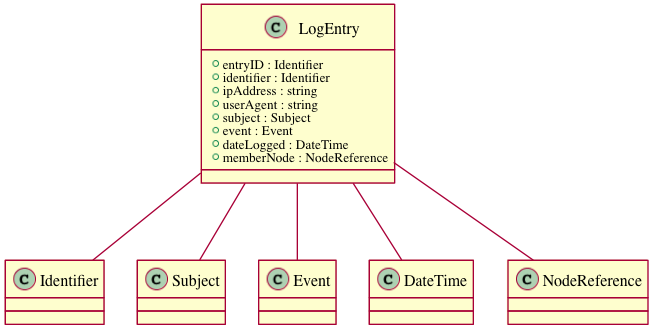 C LogEntry
entryID : Identifier
identifier : Identifier
ipAddress : string
userAgent : string
subject : Subject
event : Event
dateLogged : DateTime
memberNode : NodeReference
C Identifier
C Subject
C Event
C DateTime
C NodeReference